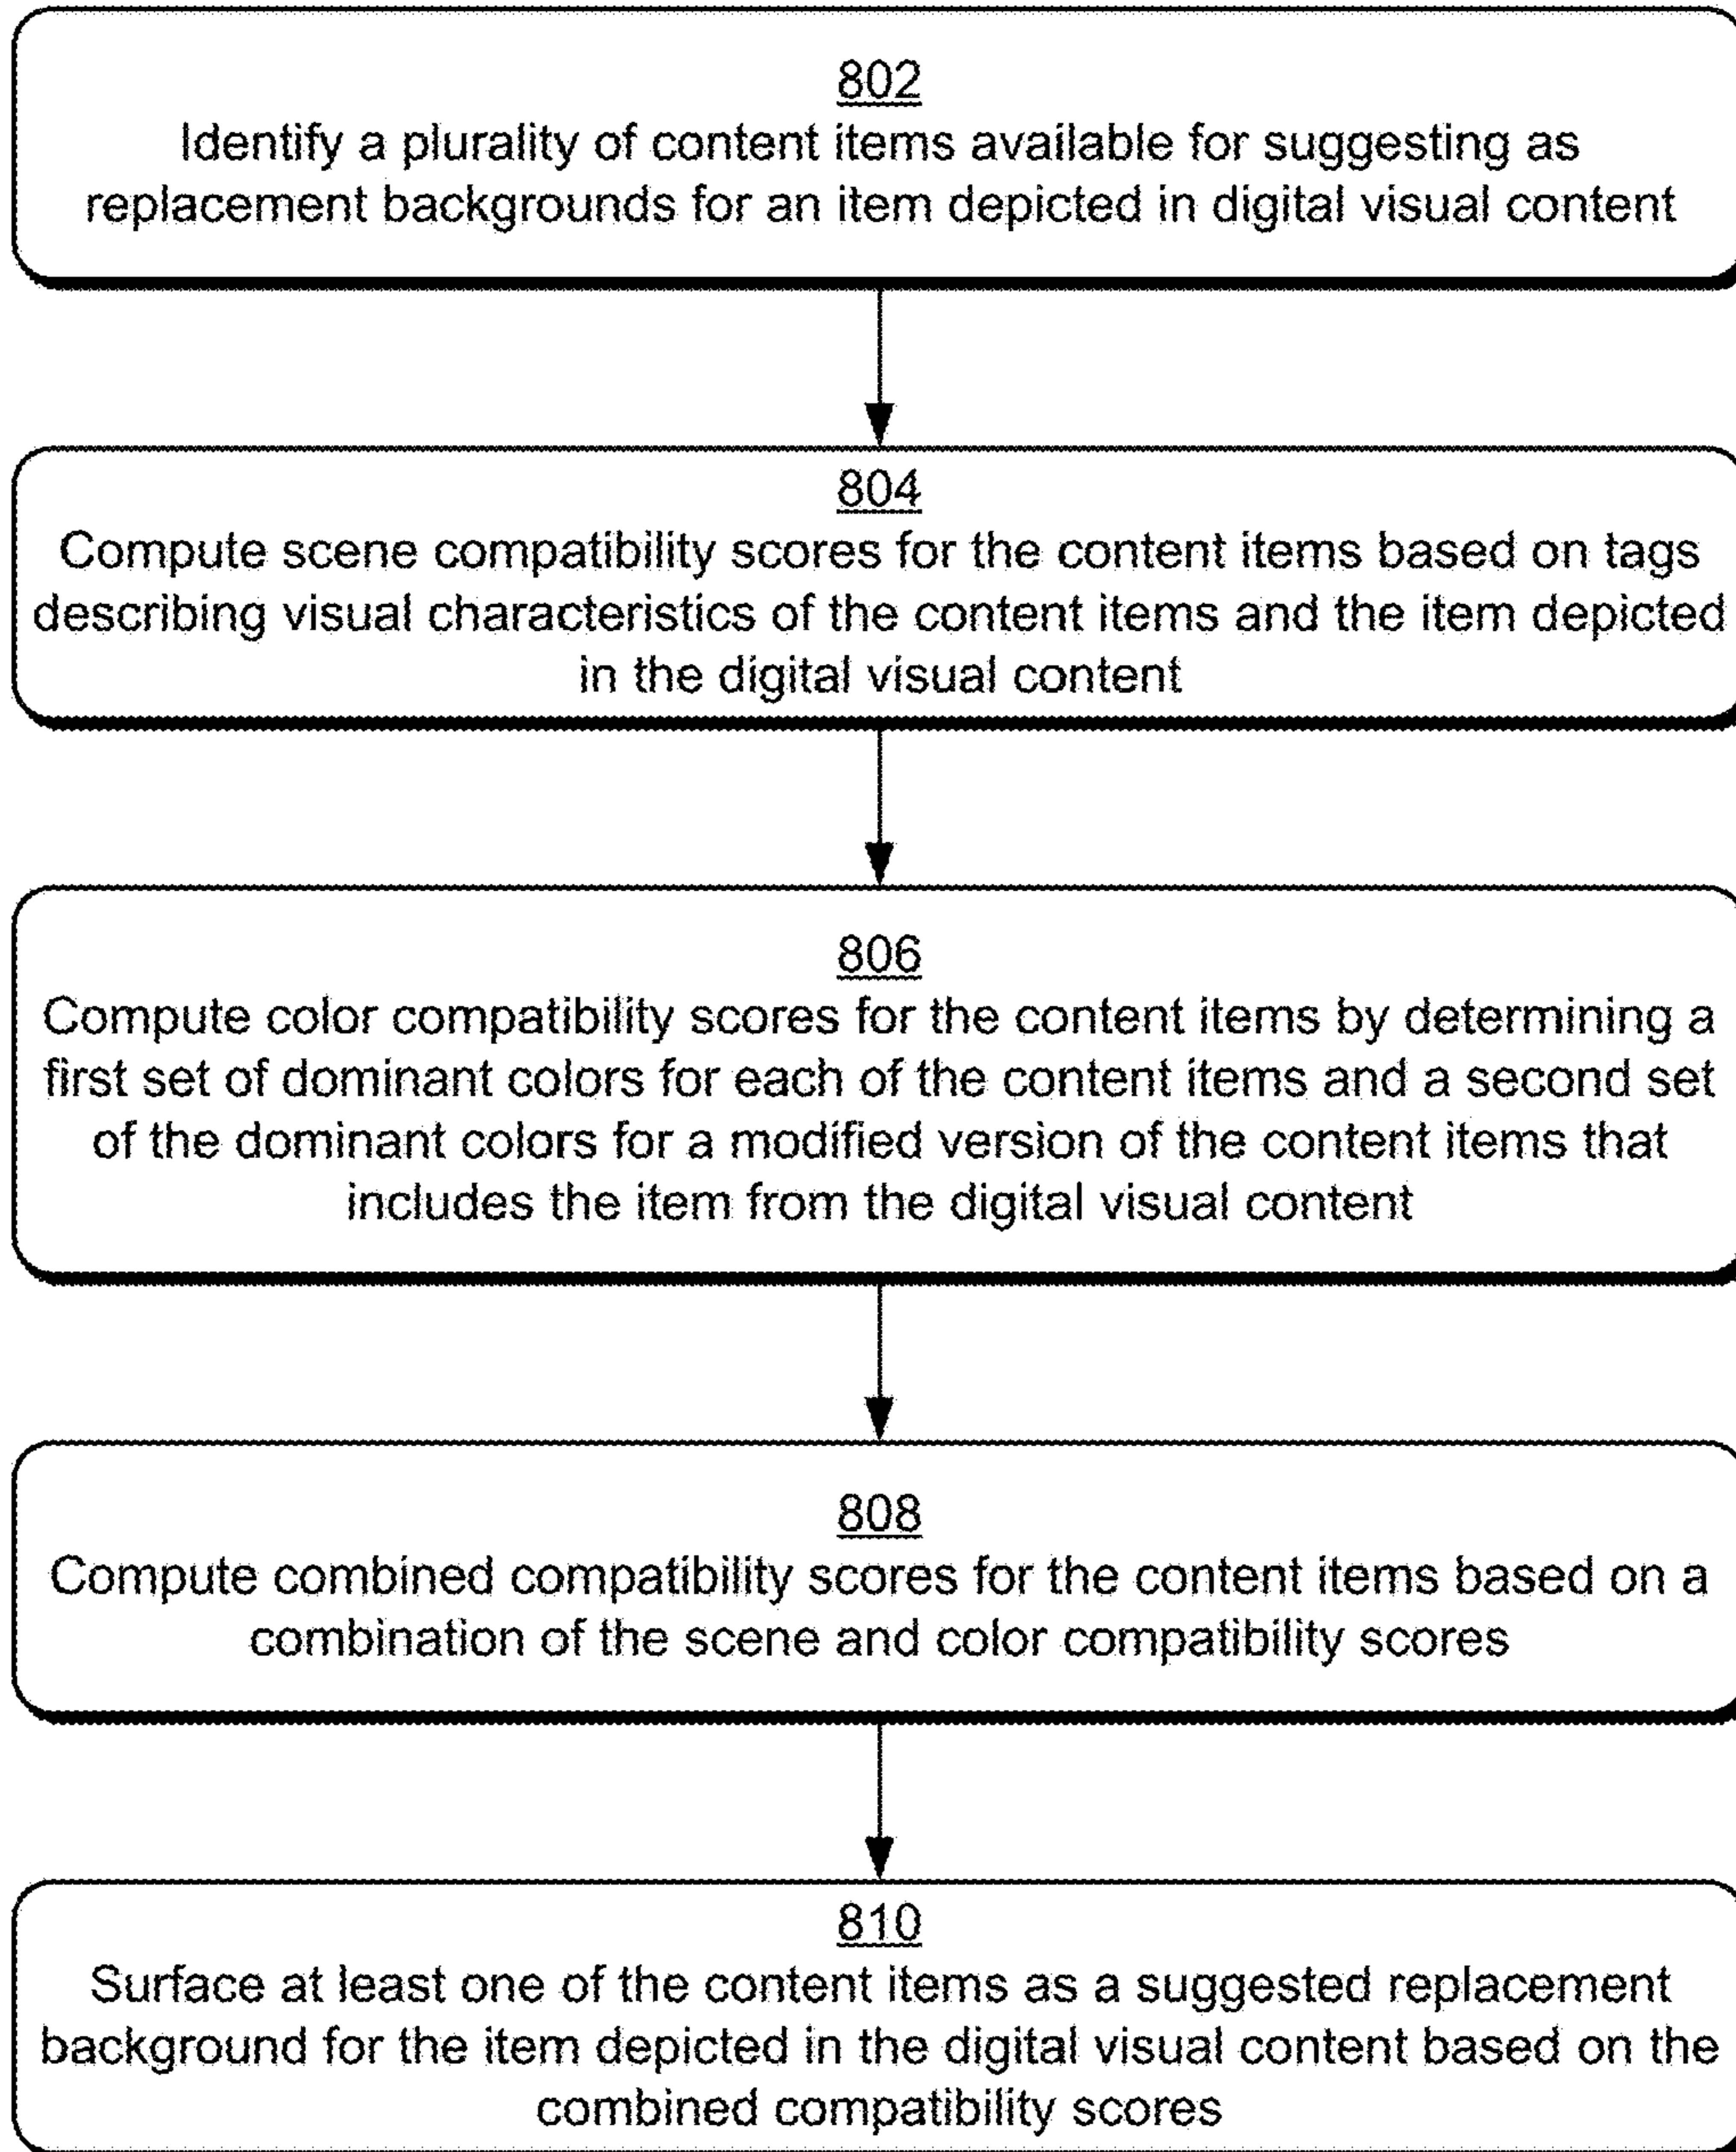 802
Identify a plurality of content items available for suggesting as
replacement backgrounds for an item depicted in digital visual content
804
Compute scene compatibility scores for the content items based on tags
describing visual characteristics of the content items and the item depicted
in the digital visual content
806
Compute color compatibility scores for the content items by determining a
first set of dominant colors for each of the content items and a second set
of the dominant colors for a modified version of the content items that
includes the item from the digital visual content
808
Compute combined compatibility scores for the content items based on a
combination of the scene and color compatibility scores
810
Surface at least one of the content items as a suggested replacement
background for the item depicted in the digital visual content based on the
combined compatibility scores